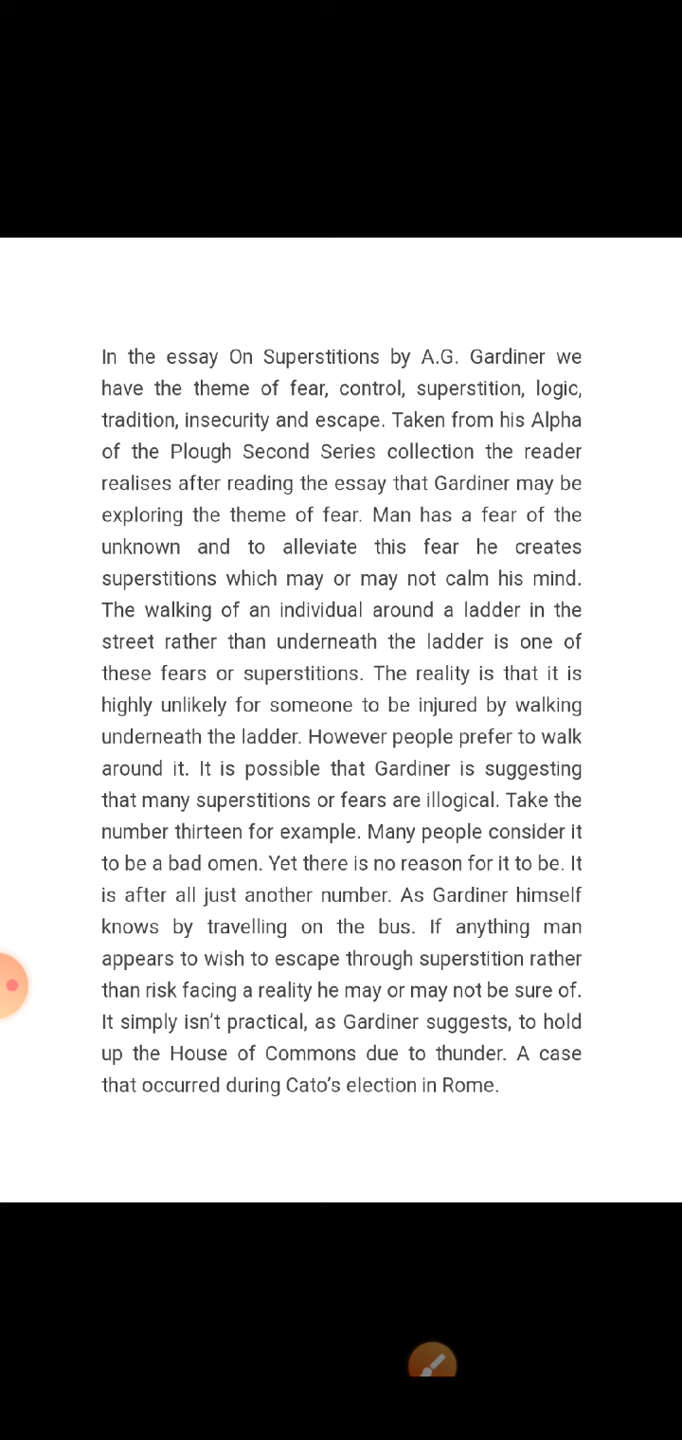 In the essay On Superstitions by A.G. Gardiner we
have the theme of fear, control, superstition, logic,
tradition, insecurity and escape. Taken from his Alpha
of the Plough Second Series collection the reader
realises after reading the essay that Gardiner may be
exploring the theme of fear. Man has a fear of the
unknown and to alleviate this fear he creates
superstitions which may or may not calm his mind.
The walking of an individual around a ladder in the
street rather than underneath the ladder is one of
these fears or superstitions. The reality is that it is
highly unlikely for someone to be injured by walking
underneath the ladder. However people prefer to walk
around it. It is possible that Gardiner is suggesting
that many superstitions or fears are illogical. Take the
number thirteen for example. Many people consider it
to be a bad omen. Yet there is no reason for it to be. It
is after all just another number. As Gardiner himself
knows by travelling on the bus. If anything man
appears to wish to escape through superstition rather
than risk facing a reality he may or may not be sure of.
It simply isn’t practical, as Gardiner suggests, to hold
up the House of Commons due to thunder. A case
that occurred during Cato’s election in Rome.